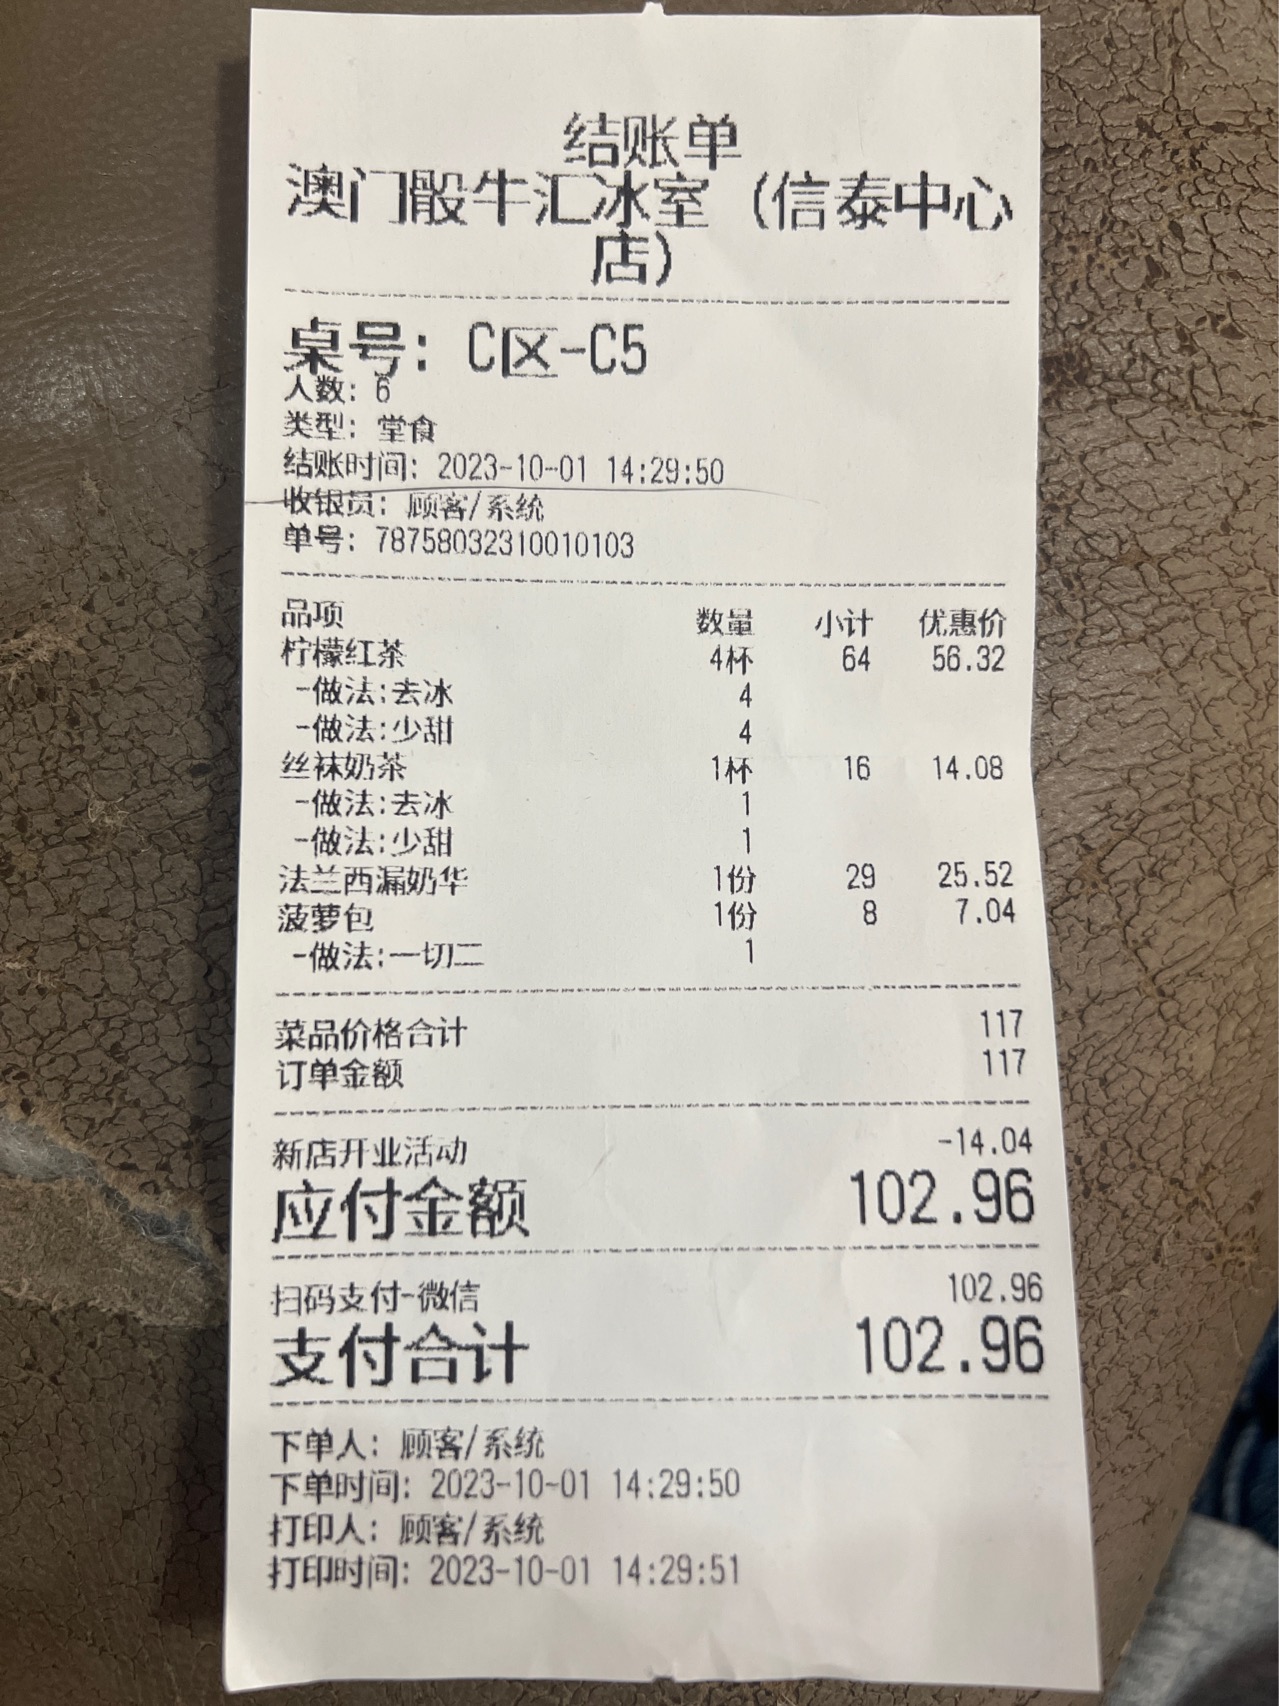 结账单
澳门骰牛汇冰室（信泰中心
店）
桌号：C区-C5
人数：6
类型：堂食
结账时间：2023-10-01 14:29:50
收银员：顾客/系统
单号：78758032310010103
品项 数量 小计 优惠价
柠檬红茶 4杯 64 56.32
-做法:去冰 4
-做法:少甜 4
丝袜奶茶 1杯 16 14.08
-做法:去冰 1
-做法:少甜 1
法兰西漏奶华 1份 29 25.52
菠萝包 1份 8 7.04
-做法:一切二 1
菜品价格合计 117
订单金额 117
新店开业活动 -14.04
应付金额 102.96
扫码支付-微信 102.96
支付合计 102.96
下单人：顾客/系统
下单时间：2023-10-01 14:29:50
打印人：顾客/系统
打印时间：2023-10-01 14:29:51